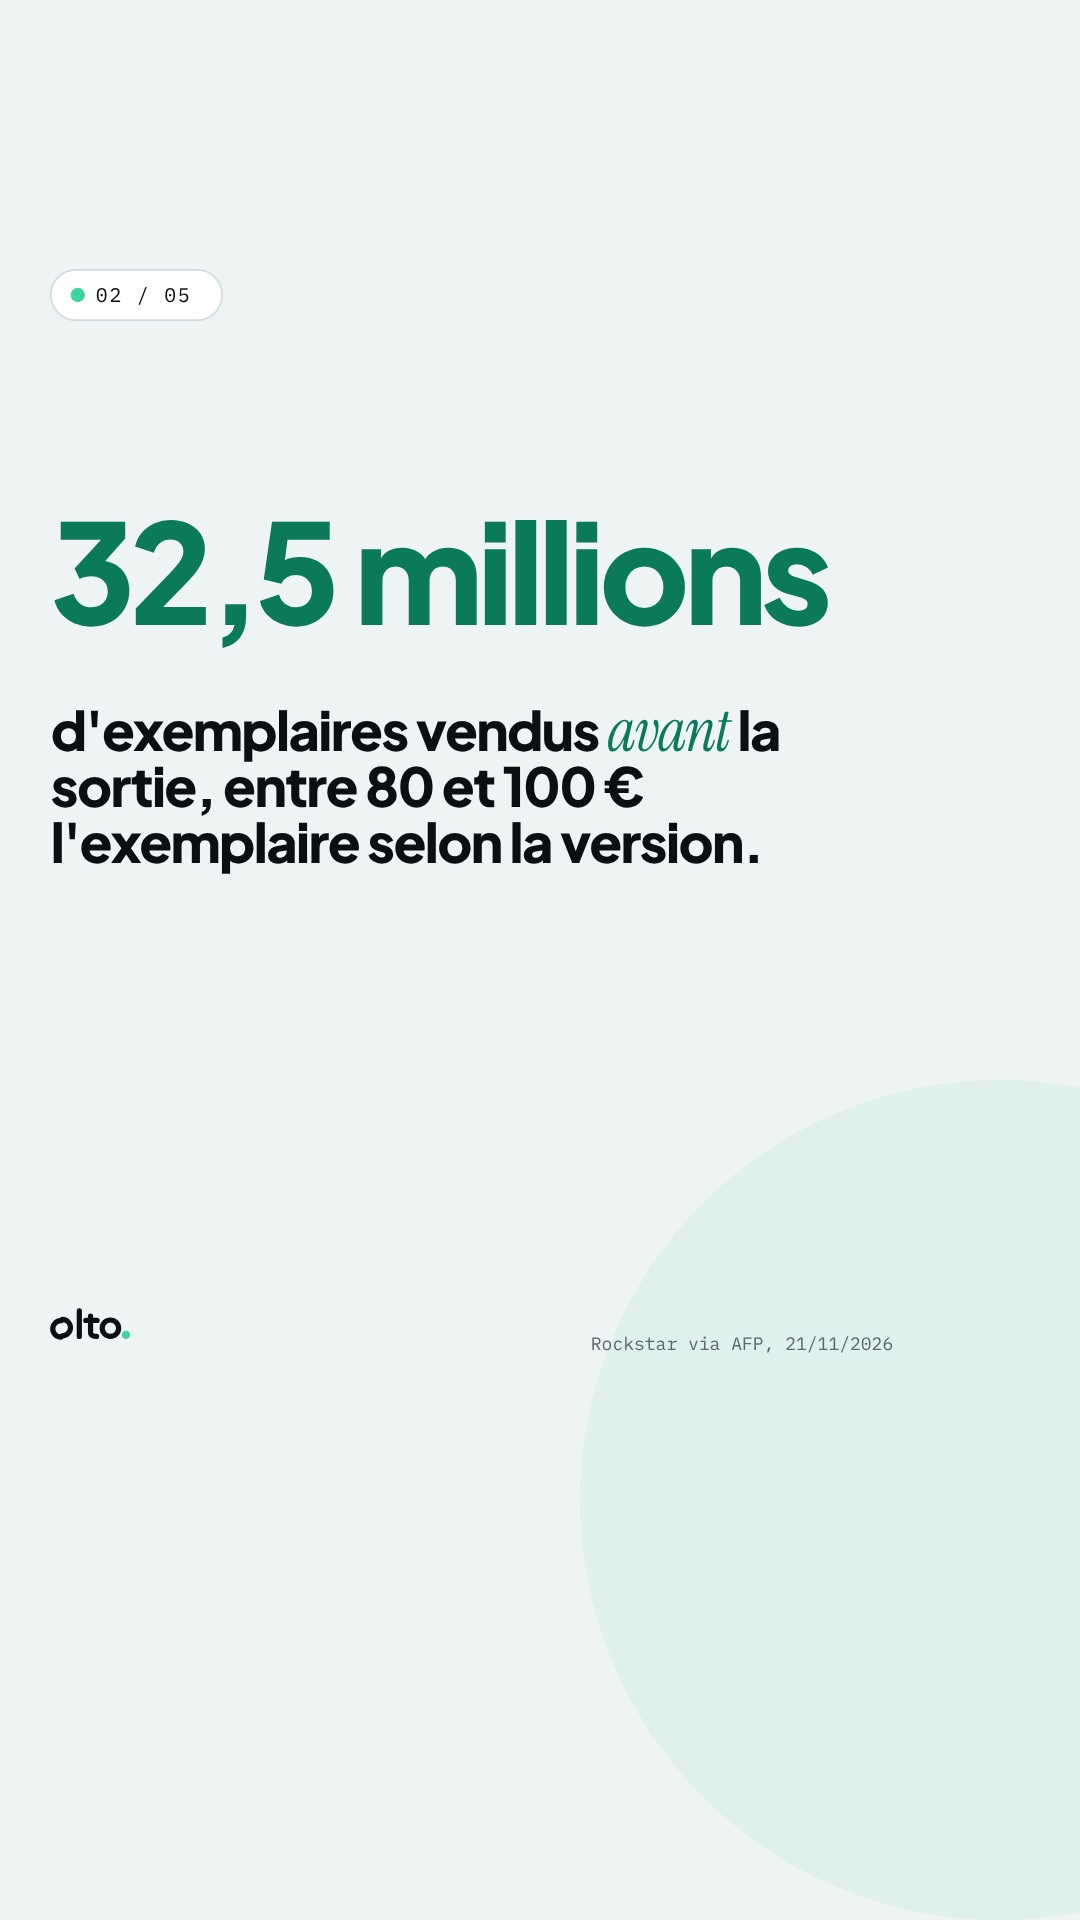 02 / 05
32,5 millions
d'exemplaires vendus avant la
sortie, entre 80 et 100 €
l'exemplaire selon la version.
olto.
Rockstar via AFP, 21/11/2026